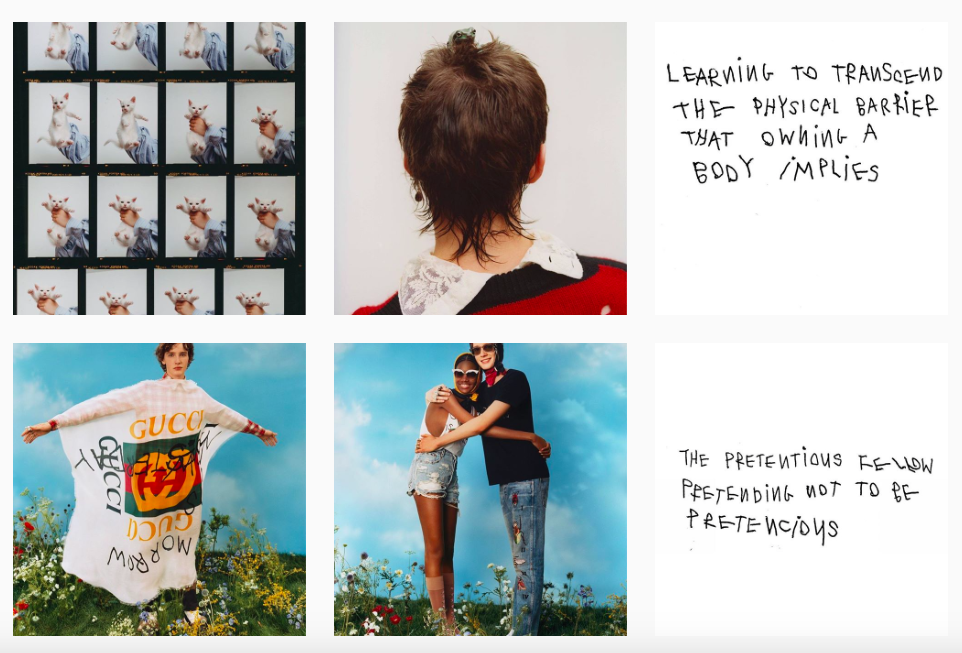 LEARNING TO TRANSCEND
THE PHYSICAL BARRIER
THAT OWNING A
BODY IMPLIES
GUCCI
GUCCI
GUCCI
MORROW
THE PRETENTIOUS FELLOW
PRETENDING NOT TO BE
PRETENCIOUS